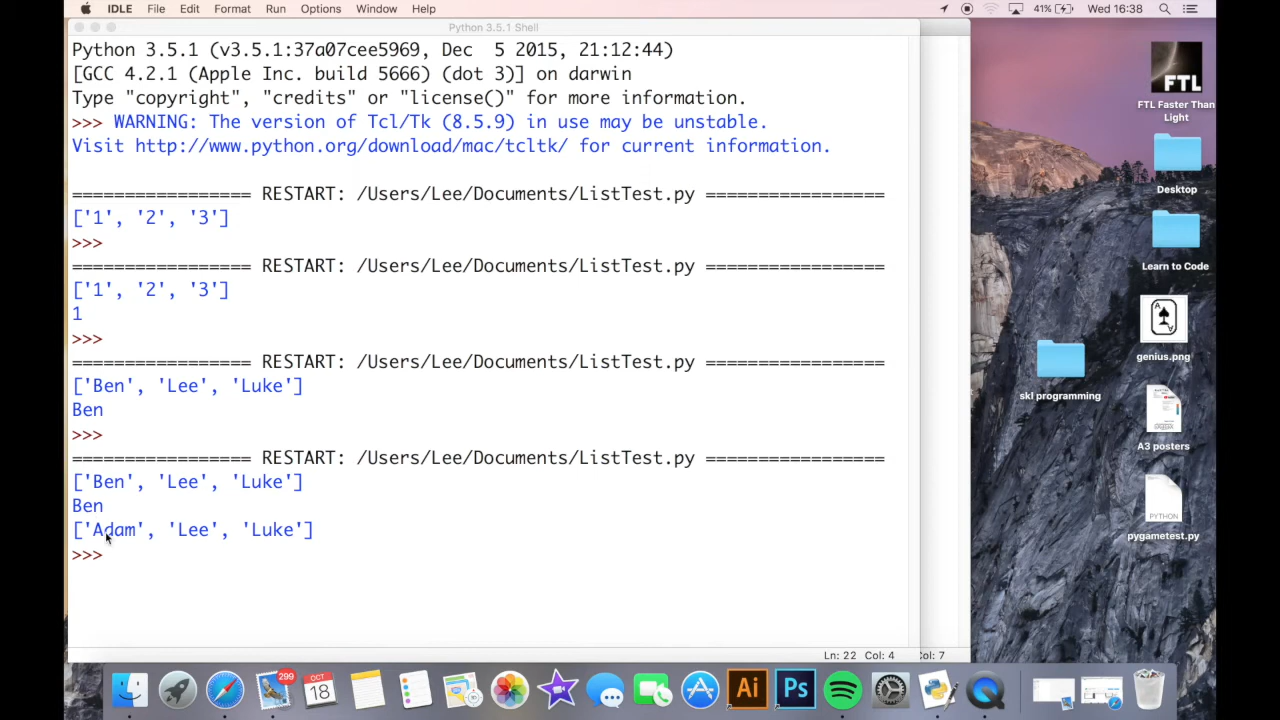 IDLE File Edit Format Run Options Window Help 41% Wed 16:38
Python 3.5.1 Shell
Python 3.5.1 (v3.5.1:37a07cee5969, Dec  5 2015, 21:12:44)
[GCC 4.2.1 (Apple Inc. build 5666) (dot 3)] on darwin
Type "copyright", "credits" or "license()" for more information.
>>> WARNING: The version of Tcl/Tk (8.5.9) in use may be unstable.
Visit http://www.python.org/download/mac/tcltk/ for current information.
================= RESTART: /Users/Lee/Documents/ListTest.py =================
['1', '2', '3']
>>>
================= RESTART: /Users/Lee/Documents/ListTest.py =================
['1', '2', '3']
1
>>>
================= RESTART: /Users/Lee/Documents/ListTest.py =================
['Ben', 'Lee', 'Luke']
Ben
>>>
================= RESTART: /Users/Lee/Documents/ListTest.py =================
['Ben', 'Lee', 'Luke']
Ben
['Adam', 'Lee', 'Luke']
>>>
Ln: 22 Col: 4
Col: 7
FTL
FTL Faster Than
Light
Desktop
Learn to Code
genius.png
skl programming
A3 posters
PYTHON
pygametest.py
299
OCT
18
Ai
Ps